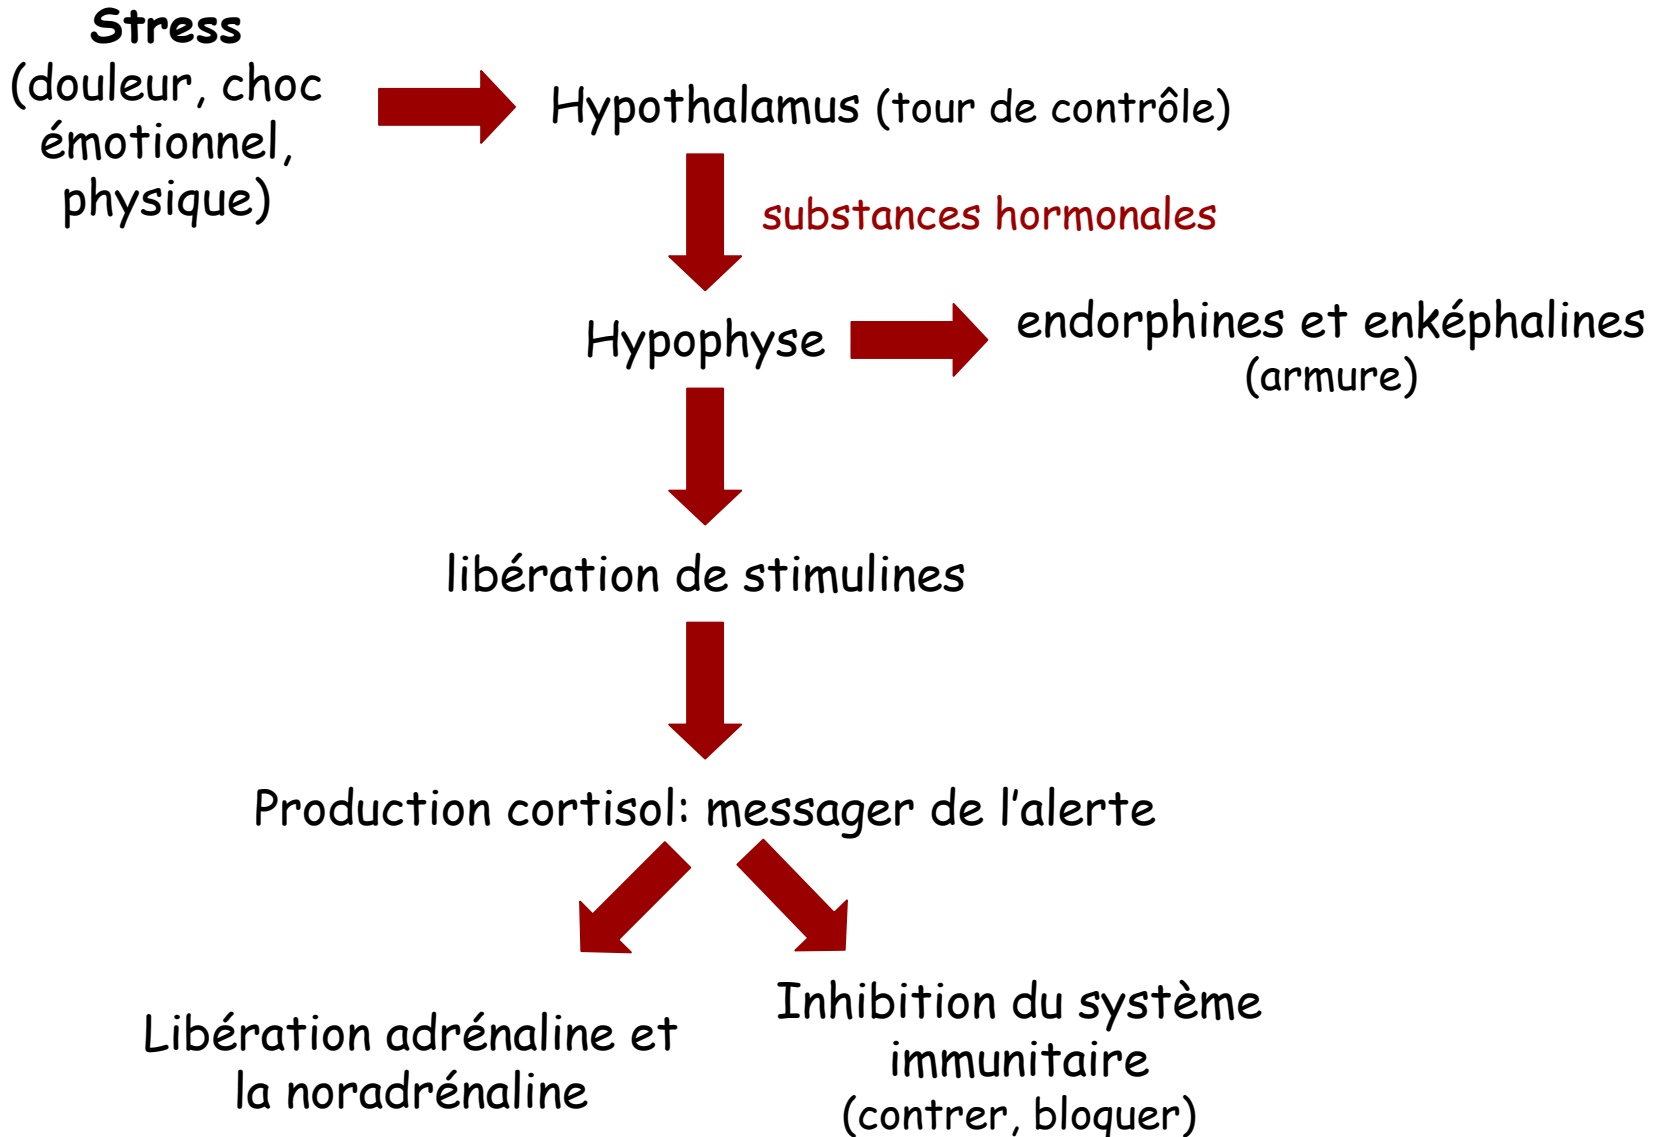 Stress
(douleur, choc
émotionnel,
physique)
Hypothalamus (tour de contrôle)
substances hormonales
Hypophyse
endorphines et enképhalines
(armure)
libération de stimulines
Production cortisol: messager de l’alerte
Libération adrénaline et
la noradrénaline
Inhibition du système
immunitaire
(contrer, bloquer)